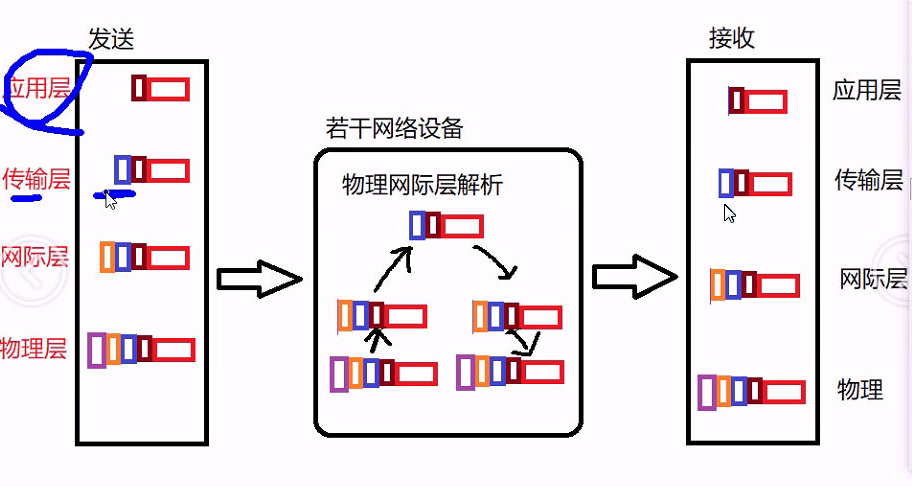 发送
应用层
传输层
网际层
物理层
若干网络设备
物理网际层解析
接收
应用层
传输层
网际层
物理